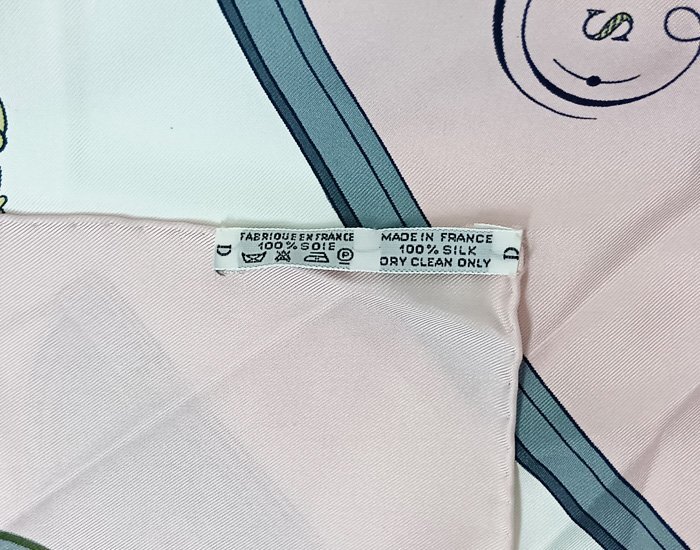 S
D
FABRIQUE EN FRANCE
100% SOIE
MADE IN FRANCE
100% SILK
DRY CLEAN ONLY
D